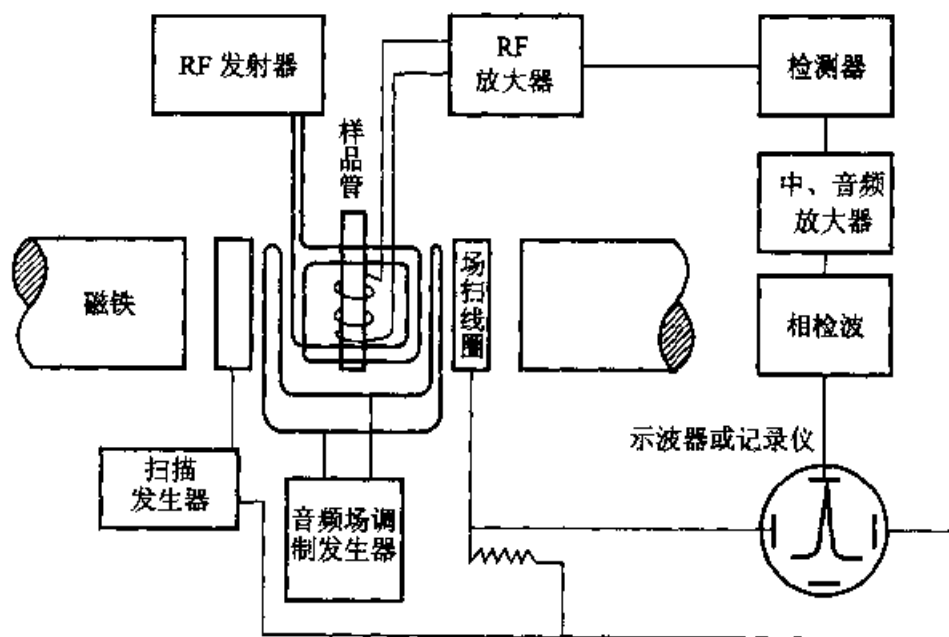 RF 发射器
RF
放大器
检测器
样
品
管
中、音频
放大器
磁铁
场
扫
线
圈
相检波
示波器或记录仪
扫描
发生器
音频场调
制发生器